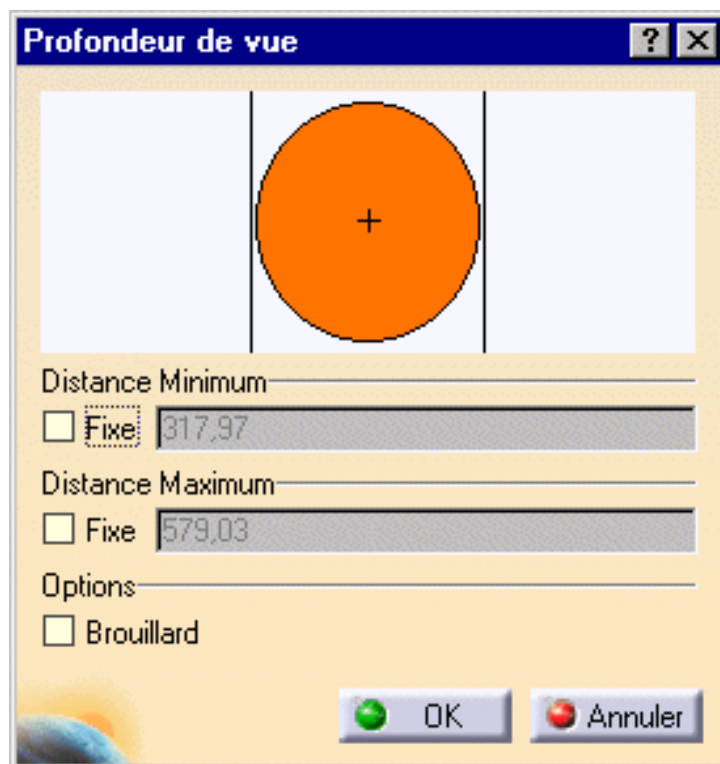 Profondeur de vue
Distance Minimum
Fixe 317,97
Distance Maximum
Fixe 579,03
Options
Brouillard
OK Annuler